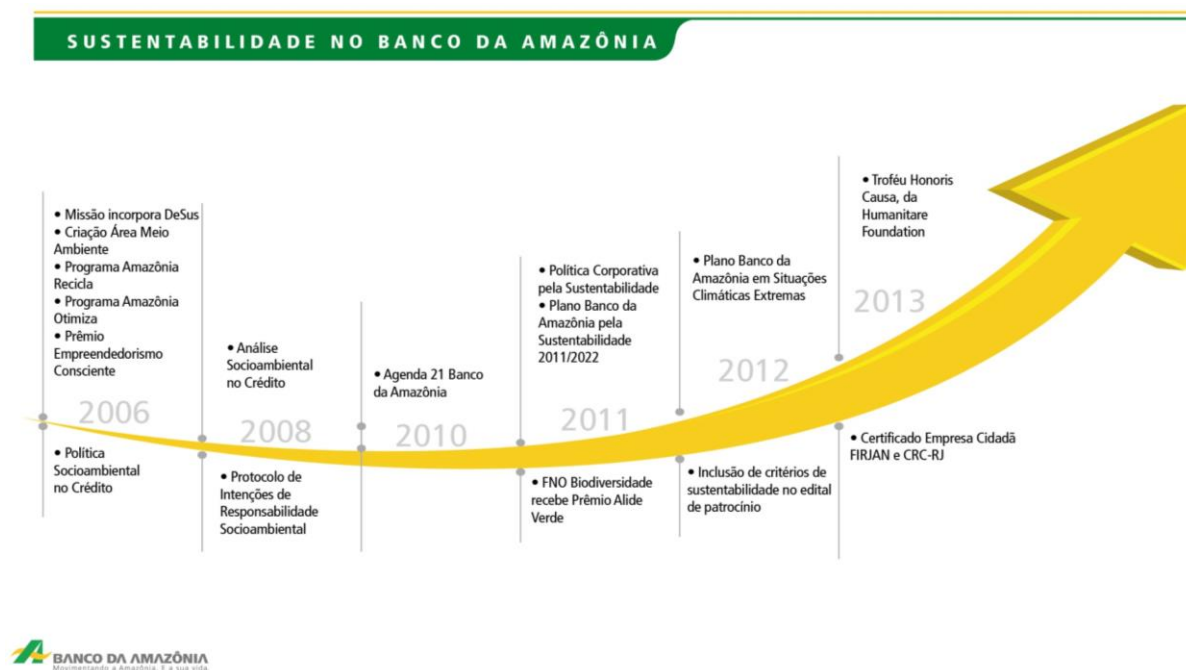 SUSTENTABILIDADE NO BANCO DA AMAZÔNIA
• Missão incorpora DeSus
• Criação Área Meio
Ambiente
• Programa Amazônia
Recicla
• Programa Amazônia
Otimiza
• Prêmio
Empreendedorismo
Consciente
2006
• Política
Socioambiental
no Crédito
• Análise
Socioambiental
no Crédito
2008
• Protocolo de
Intenções de
Responsabilidade
Socioambiental
• Agenda 21 Banco
da Amazônia
2010
• Política Corporativa
pela Sustentabilidade
• Plano Banco da
Amazônia pela
Sustentabilidade
2011/2022
2011
• FNO Biodiversidade
recebe Prêmio Alide
Verde
• Plano Banco da
Amazônia em Situações
Climáticas Extremas
2012
• Inclusão de critérios de
sustentabilidade no edital
de patrocínio
• Troféu Honoris
Causa, da
Humanitare
Foundation
2013
• Certificado Empresa Cidadã
FIRJAN e CRC-RJ
BANCO DA AMAZÔNIA
Movimentando a Amazônia. E a sua vida.